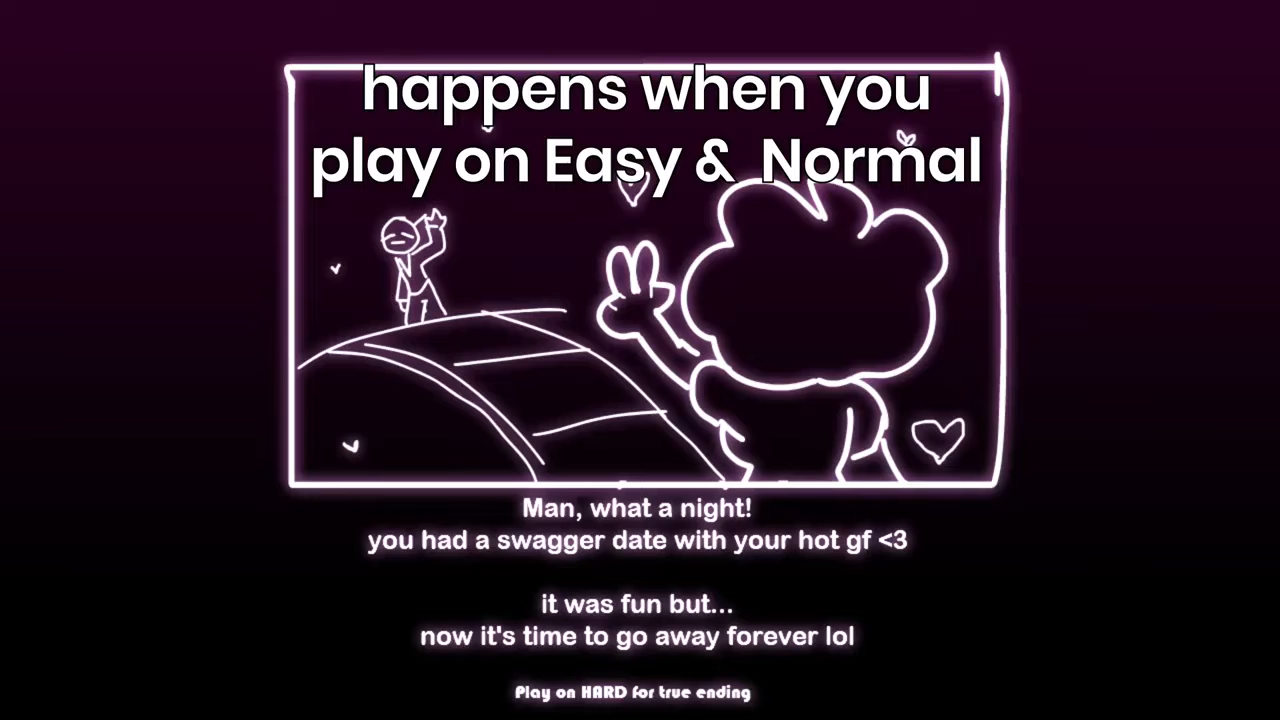 happens when you
play on Easy & Normal
Man, what a night!
you had a swagger date with your hot gf <3
it was fun but...
now it's time to go away forever lol
Play on HARD for true ending